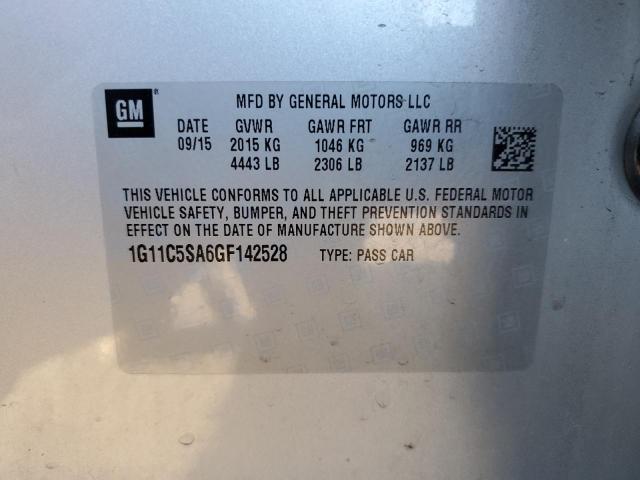 GM ®
MFD BY GENERAL MOTORS LLC
DATE GVWR GAWR FRT GAWR RR
09/15 2015 KG 1046 KG 969 KG
4443 LB 2306 LB 2137 LB
THIS VEHICLE CONFORMS TO ALL APPLICABLE U.S. FEDERAL MOTOR
VEHICLE SAFETY, BUMPER, AND THEFT PREVENTION STANDARDS IN
EFFECT ON THE DATE OF MANUFACTURE SHOWN ABOVE.
1G11C5SA6GF142528 TYPE: PASS CAR